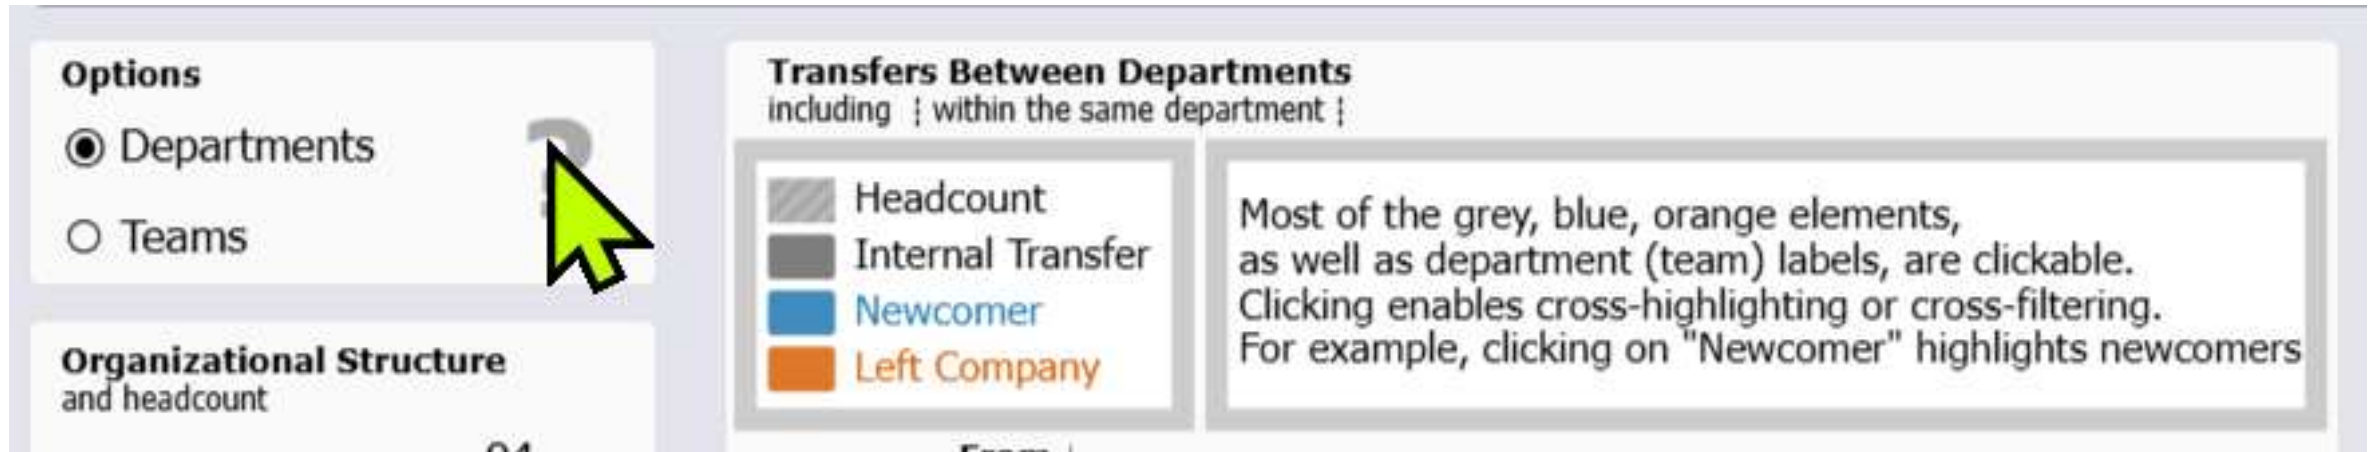 Options
Departments
?
Teams
Organizational Structure
and headcount
Transfers Between Departments
including ¦ within the same department ¦
Headcount
Internal Transfer
Newcomer
Left Company
Most of the grey, blue, orange elements,
as well as department (team) labels, are clickable.
Clicking enables cross-highlighting or cross-filtering.
For example, clicking on "Newcomer" highlights newcomers
From